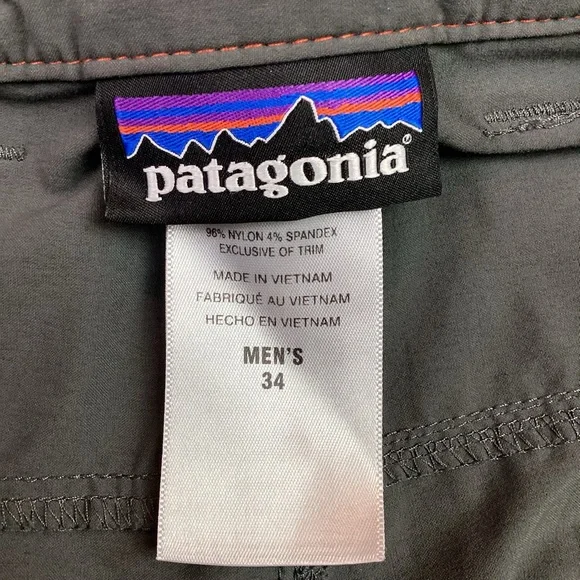 patagonia®
96% NYLON 4% SPANDEX
EXCLUSIVE OF TRIM
MADE IN VIETNAM
FABRIQUÉ AU VIETNAM
HECHO EN VIETNAM
MEN'S
34